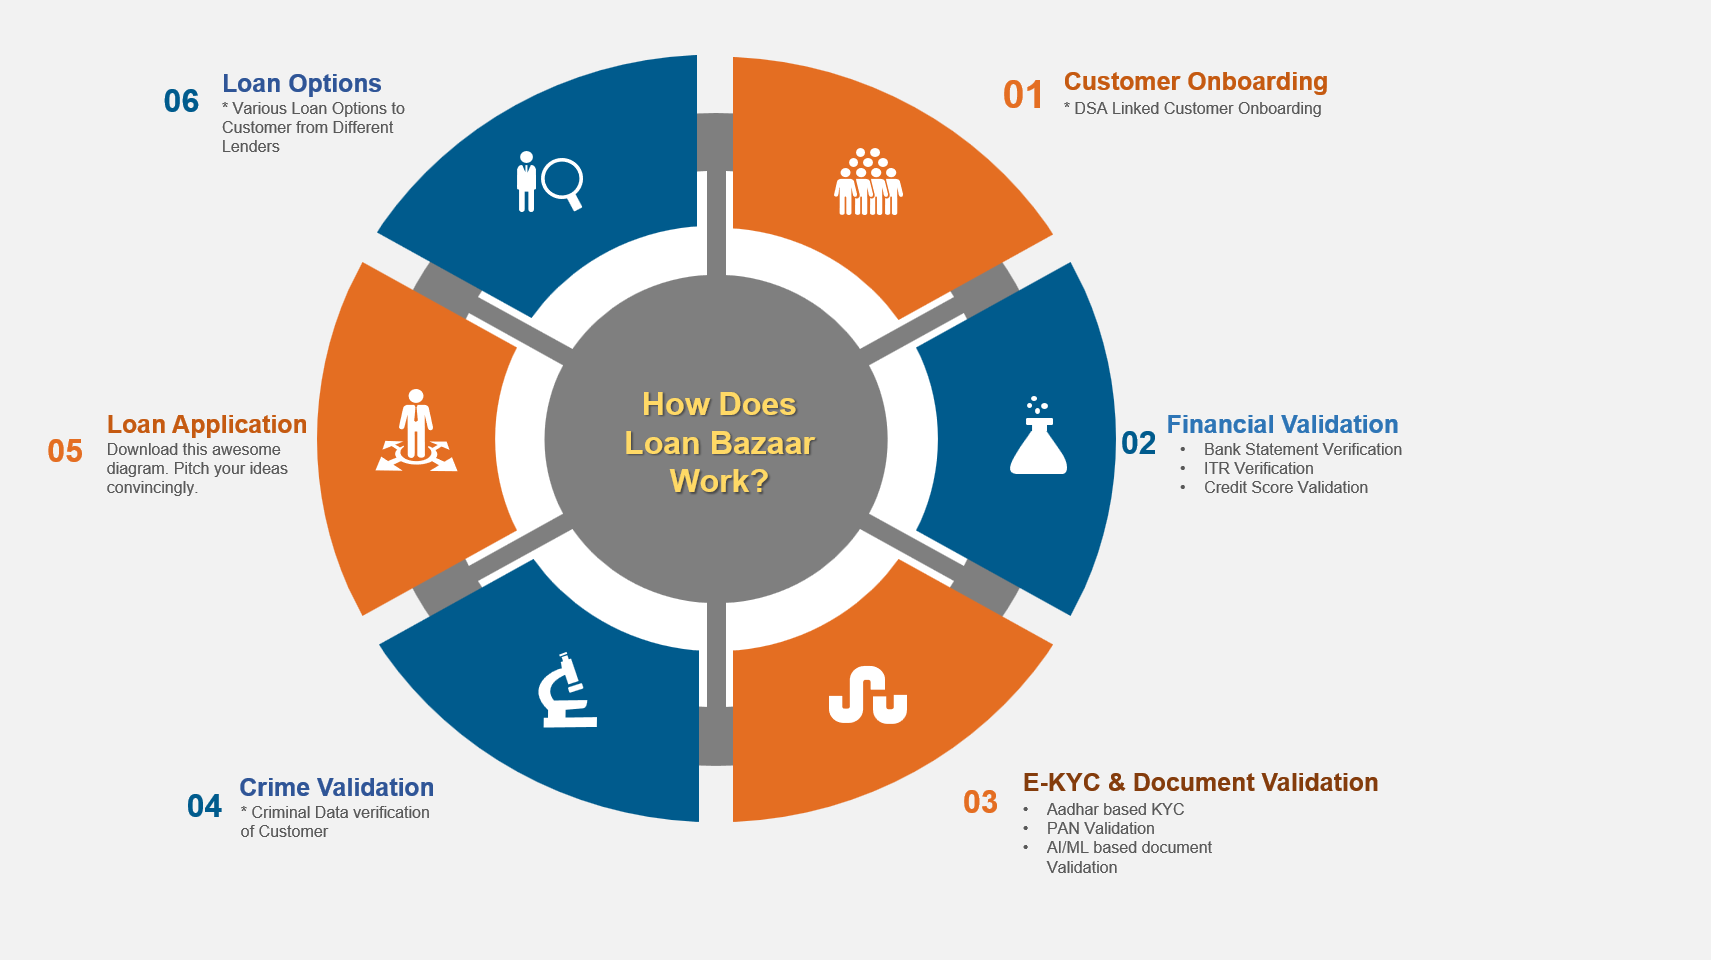 How Does
Loan Bazaar
Work?
01
Customer Onboarding
* DSA Linked Customer Onboarding
02
Financial Validation
• Bank Statement Verification
• ITR Verification
• Credit Score Validation
03
E-KYC & Document Validation
• Aadhar based KYC
• PAN Validation
• AI/ML based document
Validation
04
Crime Validation
* Criminal Data verification
of Customer
05
Loan Application
Download this awesome
diagram. Pitch your ideas
convincingly.
06
Loan Options
* Various Loan Options to
Customer from Different
Lenders